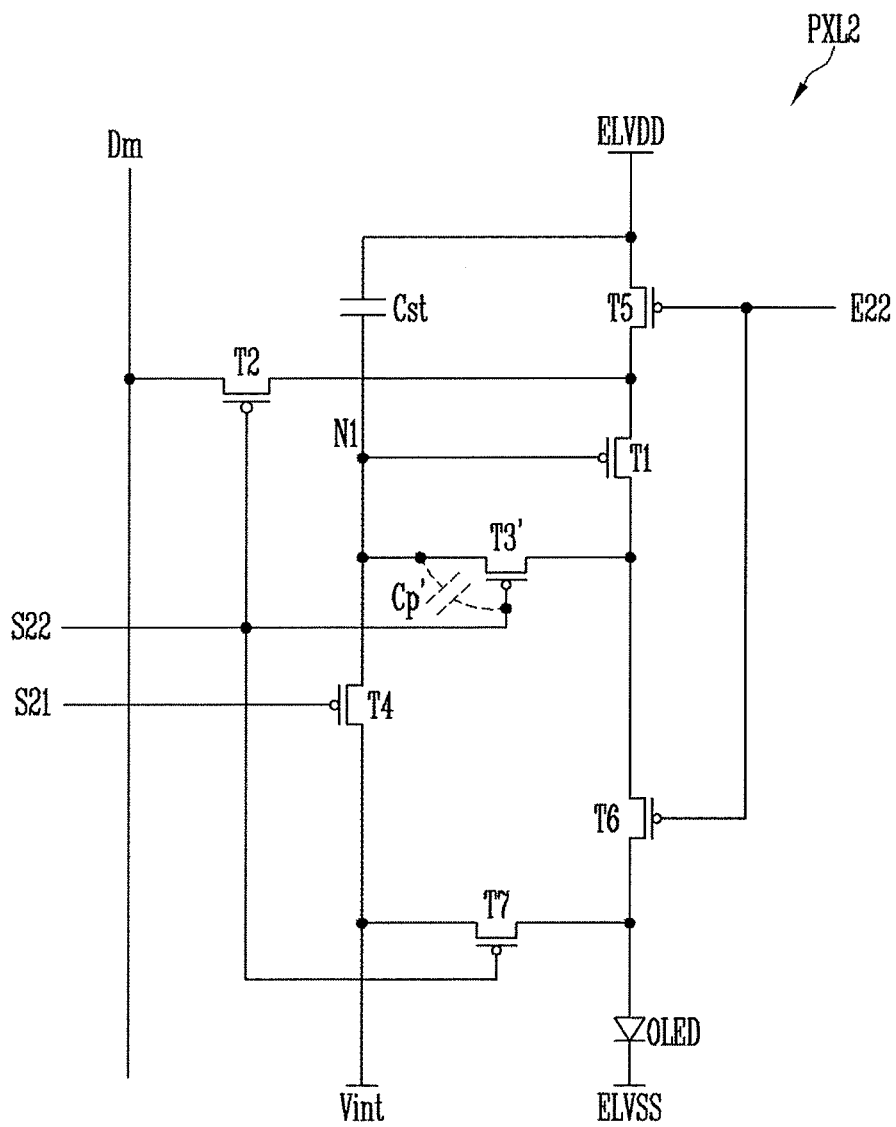 PXL2
ELVDD
Dm
Cst
T5
E22
T2
N1
T1
T3'
Cp'
S22
S21
T4
T6
T7
OLED
Vint
ELVSS